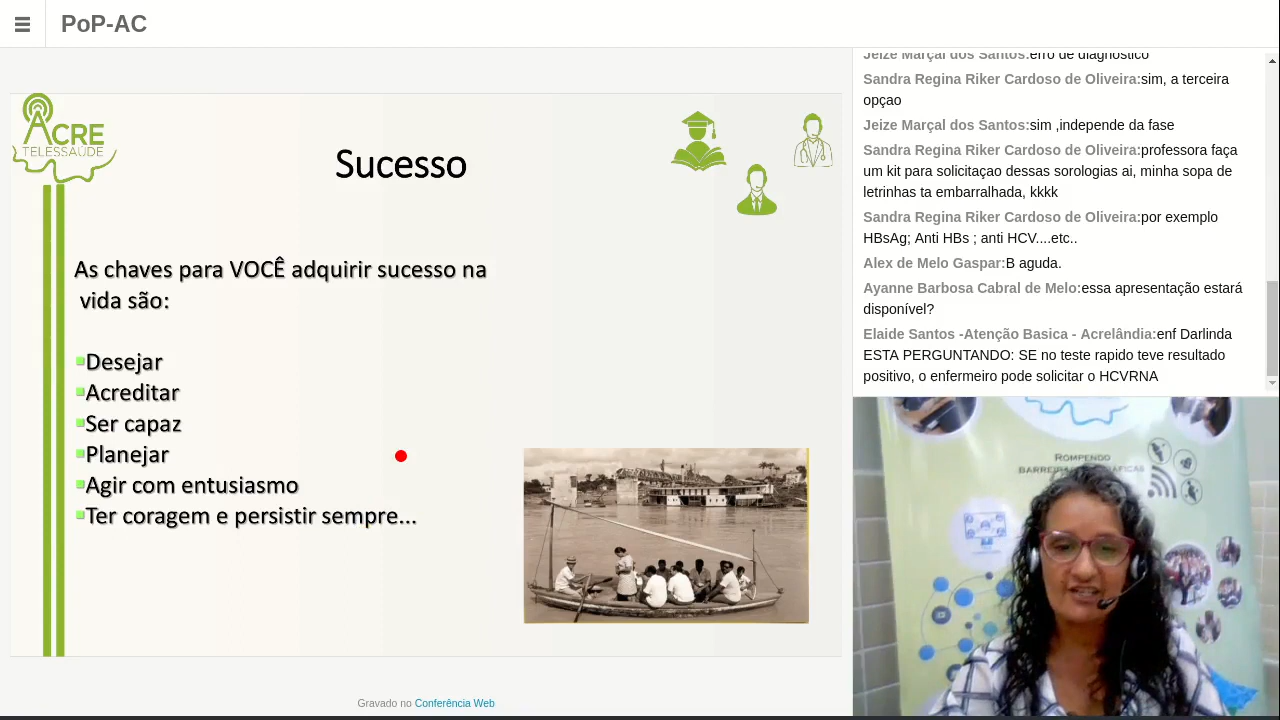 PoP-AC
ACRE
TELESSAÚDE
Sucesso
As chaves para VOCÊ adquirir sucesso na
vida são:
Desejar
Acreditar
Ser capaz
Planejar
Agir com entusiasmo
Ter coragem e persistir sempre...
Gravado no Conferência Web
Jeize Marçal dos Santos:erro de diagnostico
Sandra Regina Riker Cardoso de Oliveira:sim, a terceira
opçao
Jeize Marçal dos Santos:sim ,independe da fase
Sandra Regina Riker Cardoso de Oliveira:professora faça
um kit para solicitaçao dessas sorologias ai, minha sopa de
letrinhas ta embarralhada, kkkk
Sandra Regina Riker Cardoso de Oliveira:por exemplo
HBsAg; Anti HBs ; anti HCV....etc..
Alex de Melo Gaspar:B aguda.
Ayanne Barbosa Cabral de Melo:essa apresentação estará
disponível?
Elaide Santos -Atenção Basica - Acrelândia:enf Darlinda
ESTA PERGUNTANDO: SE no teste rapido teve resultado
positivo, o enfermeiro pode solicitar o HCVRNA
ROMPENDO